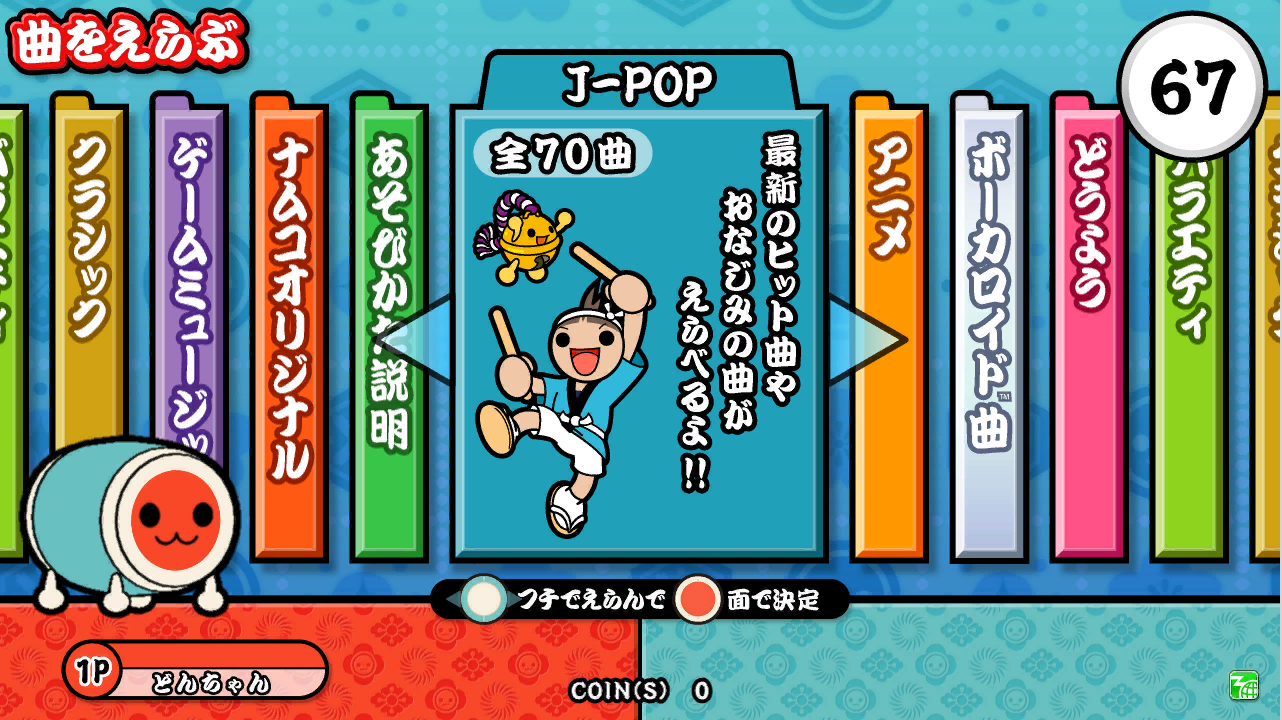 曲をえらぶ
67
クラシック
ゲームミュージッ
ナムコオリジナル
あそびかた説明
J-POP
全70曲
最新のヒット曲や
おなじみの曲が
えらべるよ!!
アニメ
ボーカロイド™曲
どうよう
バラエティ
フチでえらんで 面で決定
1P
どんちゃん
COIN(S) 0